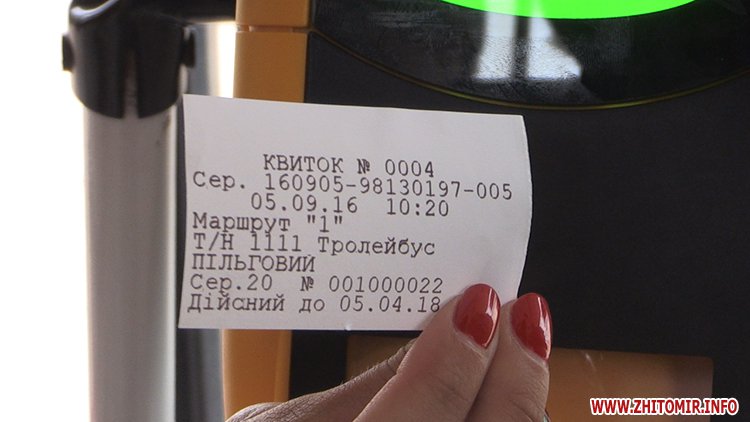 КВИТОК № 0004
Сер. 160905-98130197-005
05.09.16 10:20
Маршрут "1"
Т/Н 1111 Тролейбус
ПІЛЬГОВИЙ
Сер.20 № 001000022
Дійсний до 05.04.18
WWW.ZHITOMIR.INFO